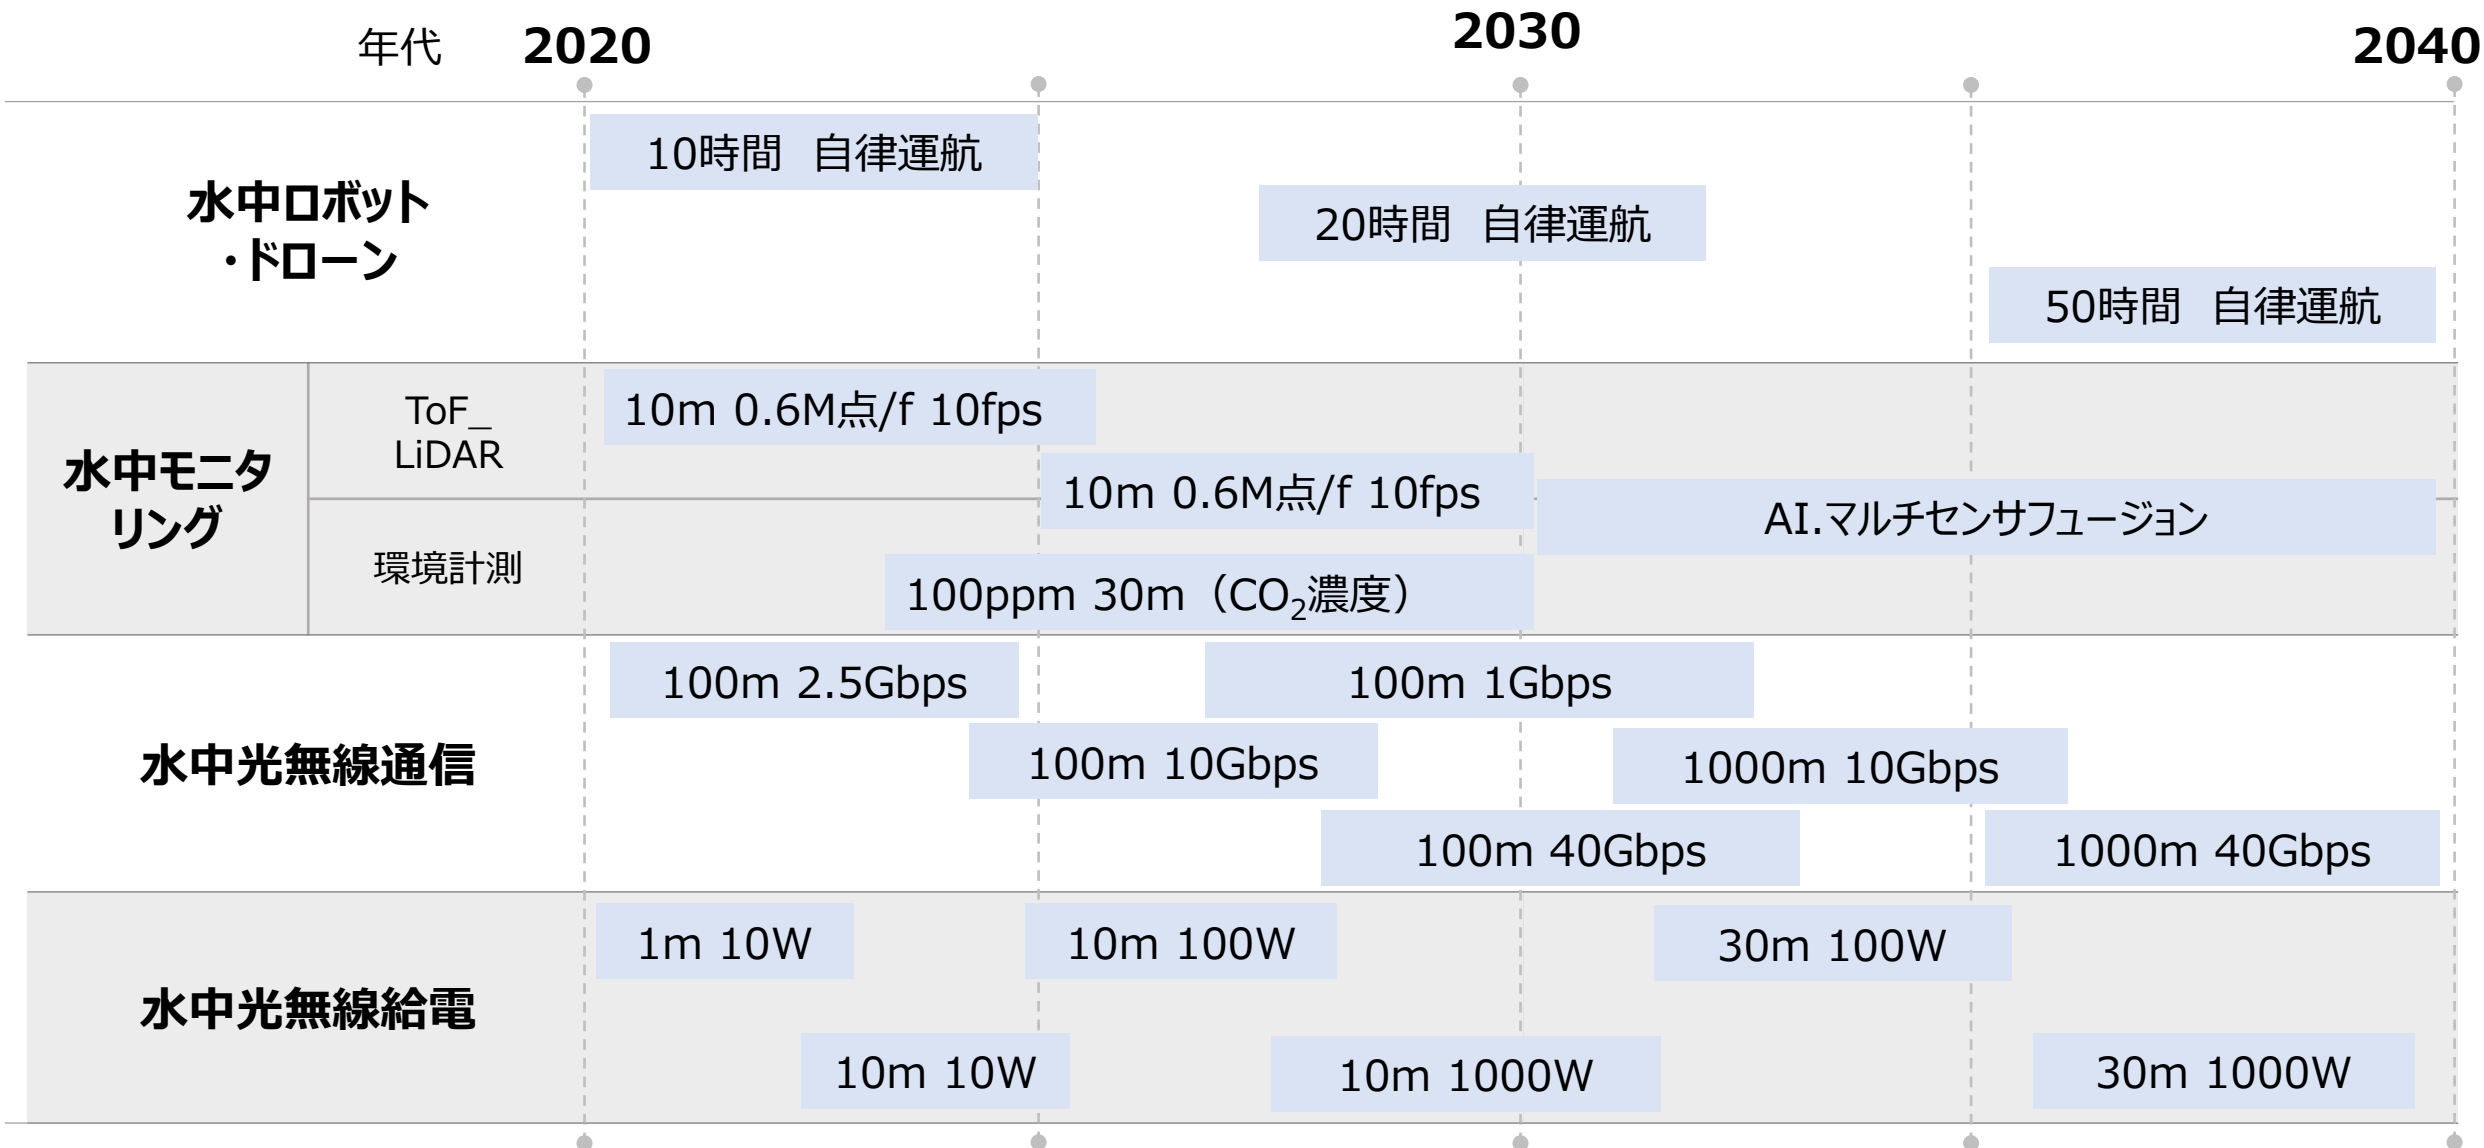 年代 2020 2030 2040
水中ロボット
・ドローン
10時間 自律運航
20時間 自律運航
50時間 自律運航
水中モニタ
リング
ToF_
LiDAR
10m 0.6M点/f 10fps
10m 0.6M点/f 10fps
AI.マルチセンサフュージョン
環境計測
100ppm 30m（CO₂濃度）
水中光無線通信
100m 2.5Gbps
100m 1Gbps
100m 10Gbps
1000m 10Gbps
100m 40Gbps
1000m 40Gbps
水中光無線給電
1m 10W
10m 100W
30m 100W
10m 10W
10m 1000W
30m 1000W